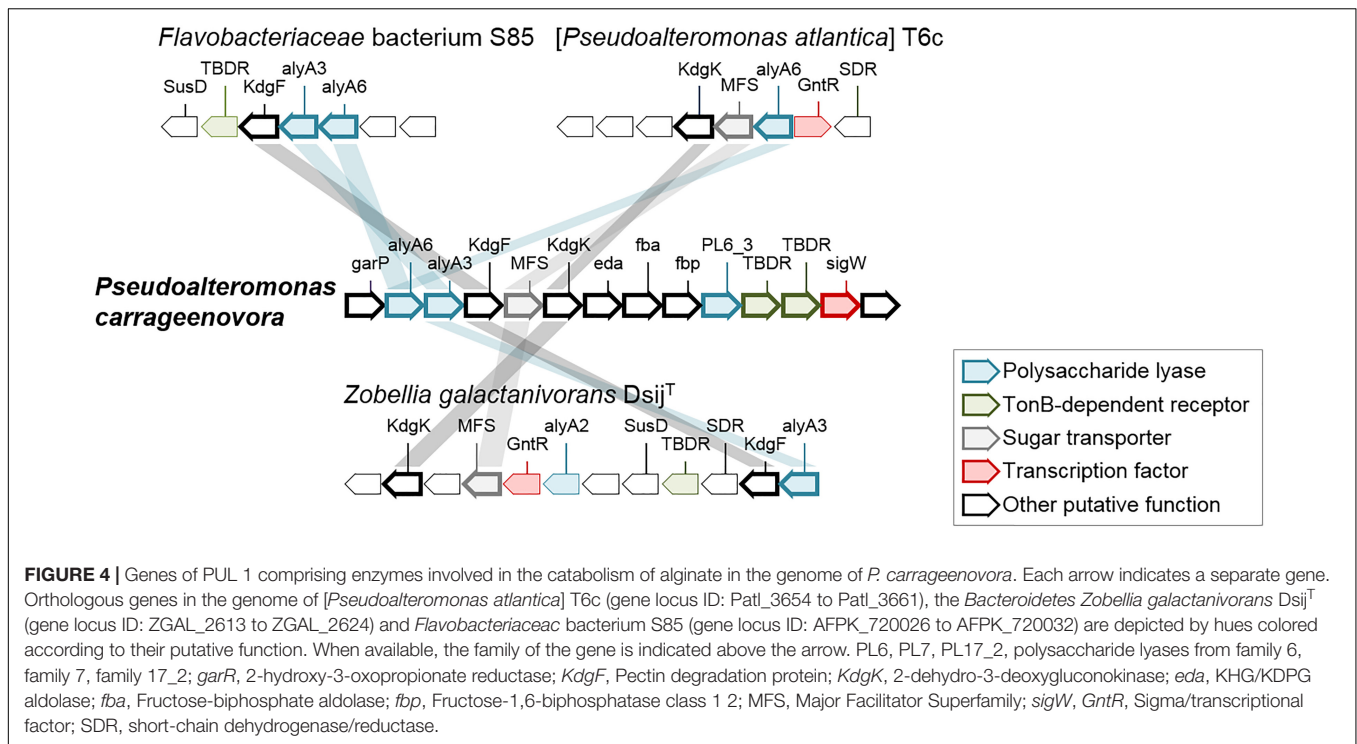 Flavobacteriaceae bacterium S85 [Pseudoalteromonas atlantica] T6c
SusD TBDR KdgF alyA3 alyA6
KdgK MFS alyA6 GntR SDR
Pseudoalteromonas
carrageenovora
garP alyA6 alyA3 KdgF MFS KdgK eda fba fbp PL6_3 TBDR TBDR sigW
Zobellia galactanivorans Dsijᵀ
KdgK MFS GntR alyA2 SusD TBDR SDR KdgF alyA3
Polysaccharide lyase
TonB-dependent receptor
Sugar transporter
Transcription factor
Other putative function
FIGURE 4 | Genes of PUL 1 comprising enzymes involved in the catabolism of alginate in the genome of P. carrageenovora. Each arrow indicates a separate gene.
Orthologous genes in the genome of [Pseudoalteromonas atlantica] T6c (gene locus ID: Patl_3654 to Patl_3661), the Bacteroidetes Zobellia galactanivorans Dsijᵀ
(gene locus ID: ZGAL_2613 to ZGAL_2624) and Flavobacteriaceac bacterium S85 (gene locus ID: AFPK_720026 to AFPK_720032) are depicted by hues colored
according to their putative function. When available, the family of the gene is indicated above the arrow. PL6, PL7, PL17_2, polysaccharide lyases from family 6,
family 7, family 17_2; garR, 2-hydroxy-3-oxopropionate reductase; KdgF, Pectin degradation protein; KdgK, 2-dehydro-3-deoxygluconokinase; eda, KHG/KDPG
aldolase; fba, Fructose-biphosphate aldolase; fbp, Fructose-1,6-biphosphatase class 1 2; MFS, Major Facilitator Superfamily; sigW, GntR, Sigma/transcriptional
factor; SDR, short-chain dehydrogenase/reductase.